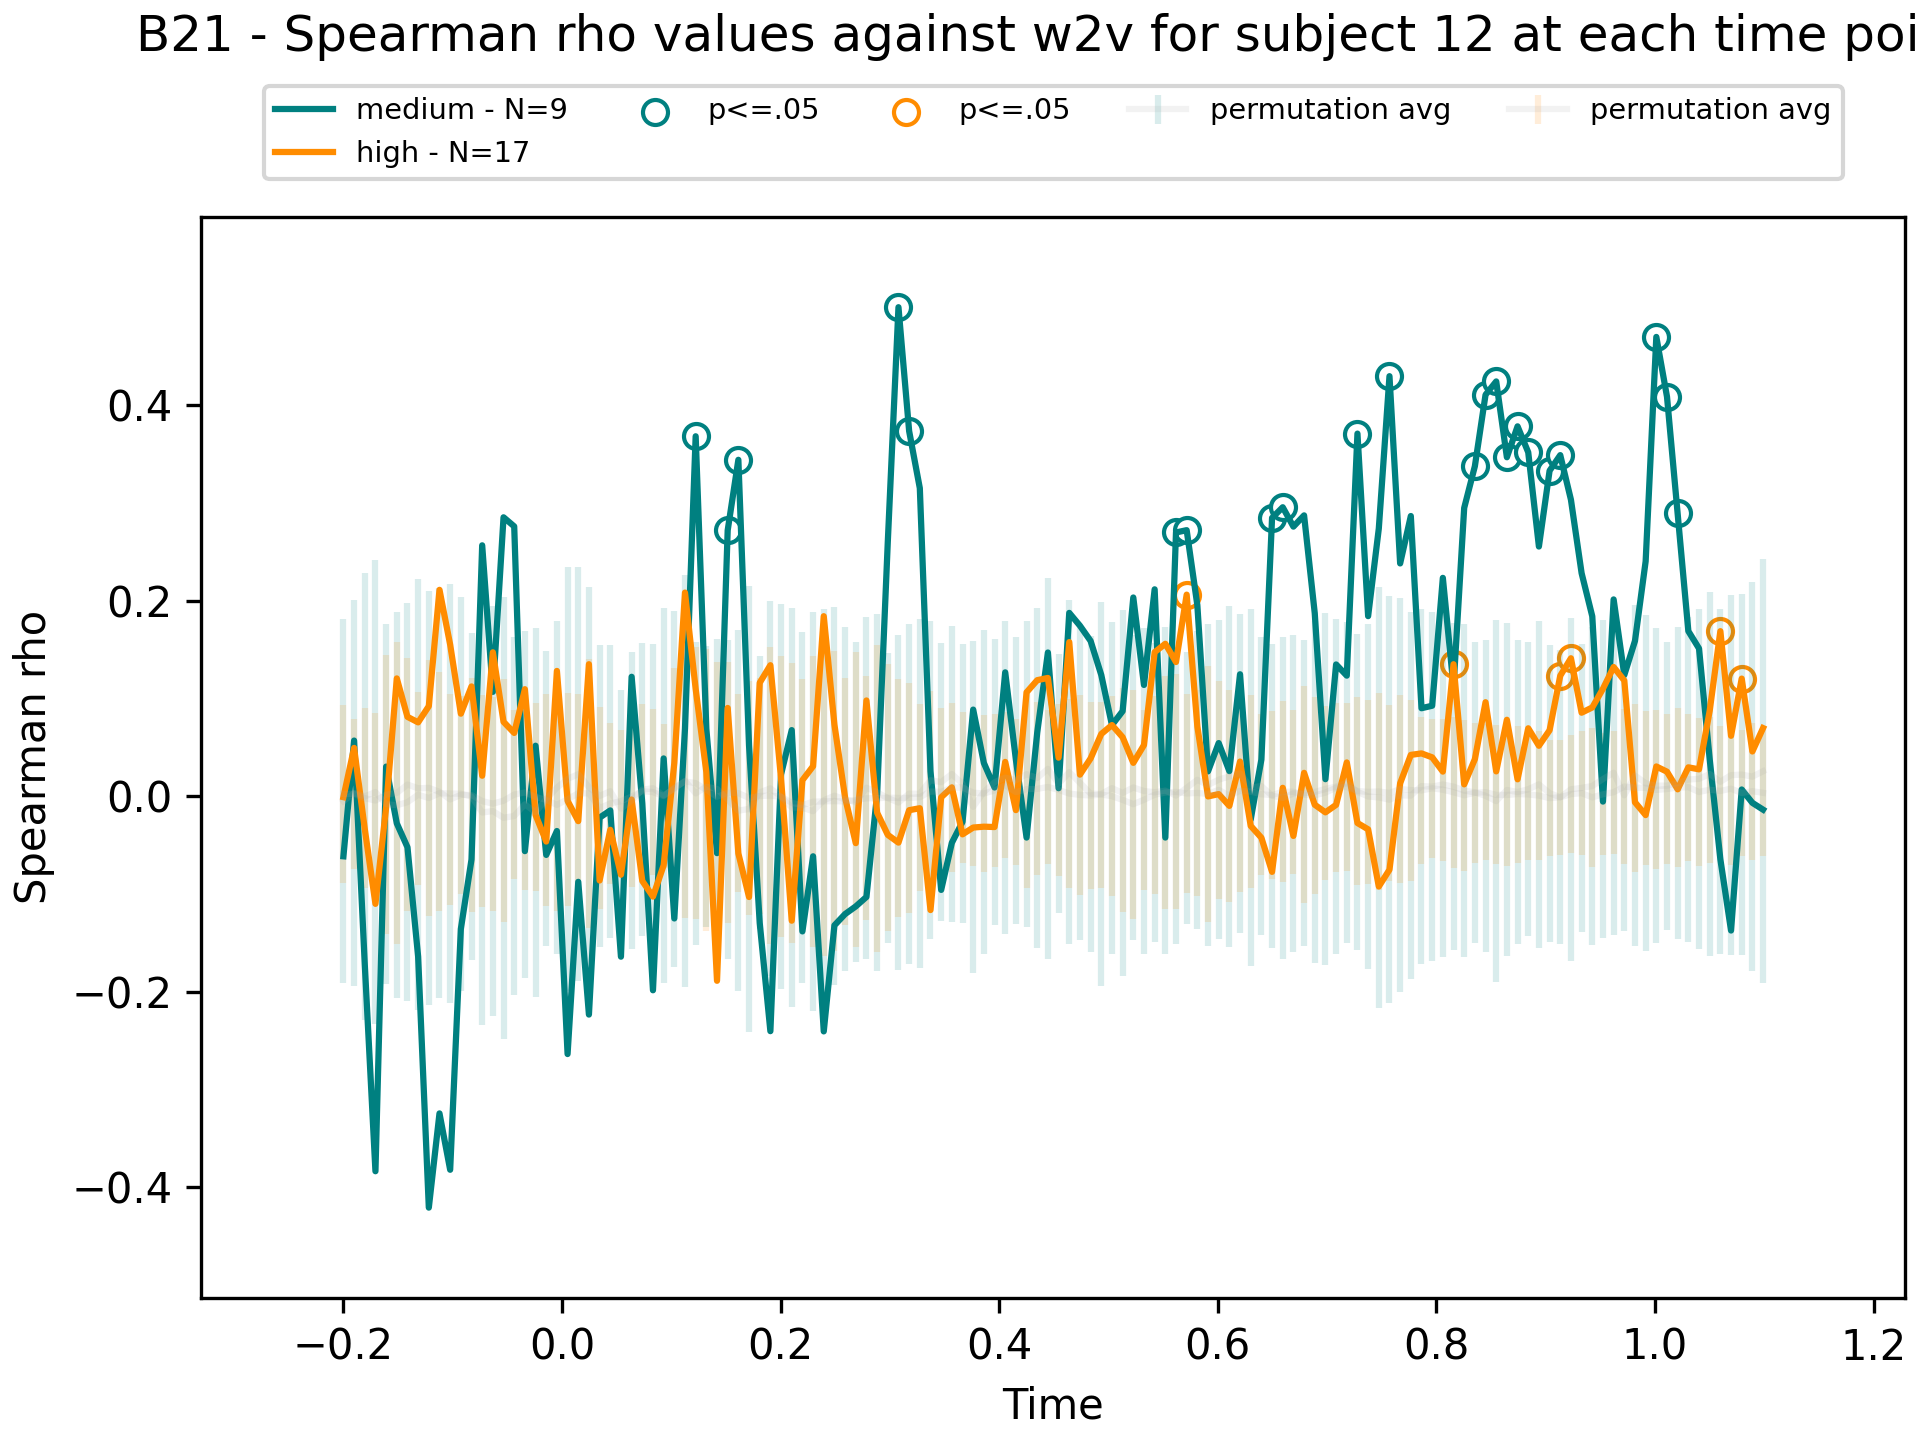 B21 - Spearman rho values against w2v for subject 12 at each time poi
medium - N=9
high - N=17
p<=.05
p<=.05
permutation avg
permutation avg
Spearman rho
0.4
0.2
0.0
−0.2
−0.4
−0.2
0.0
0.2
0.4
0.6
0.8
1.0
1.2
Time